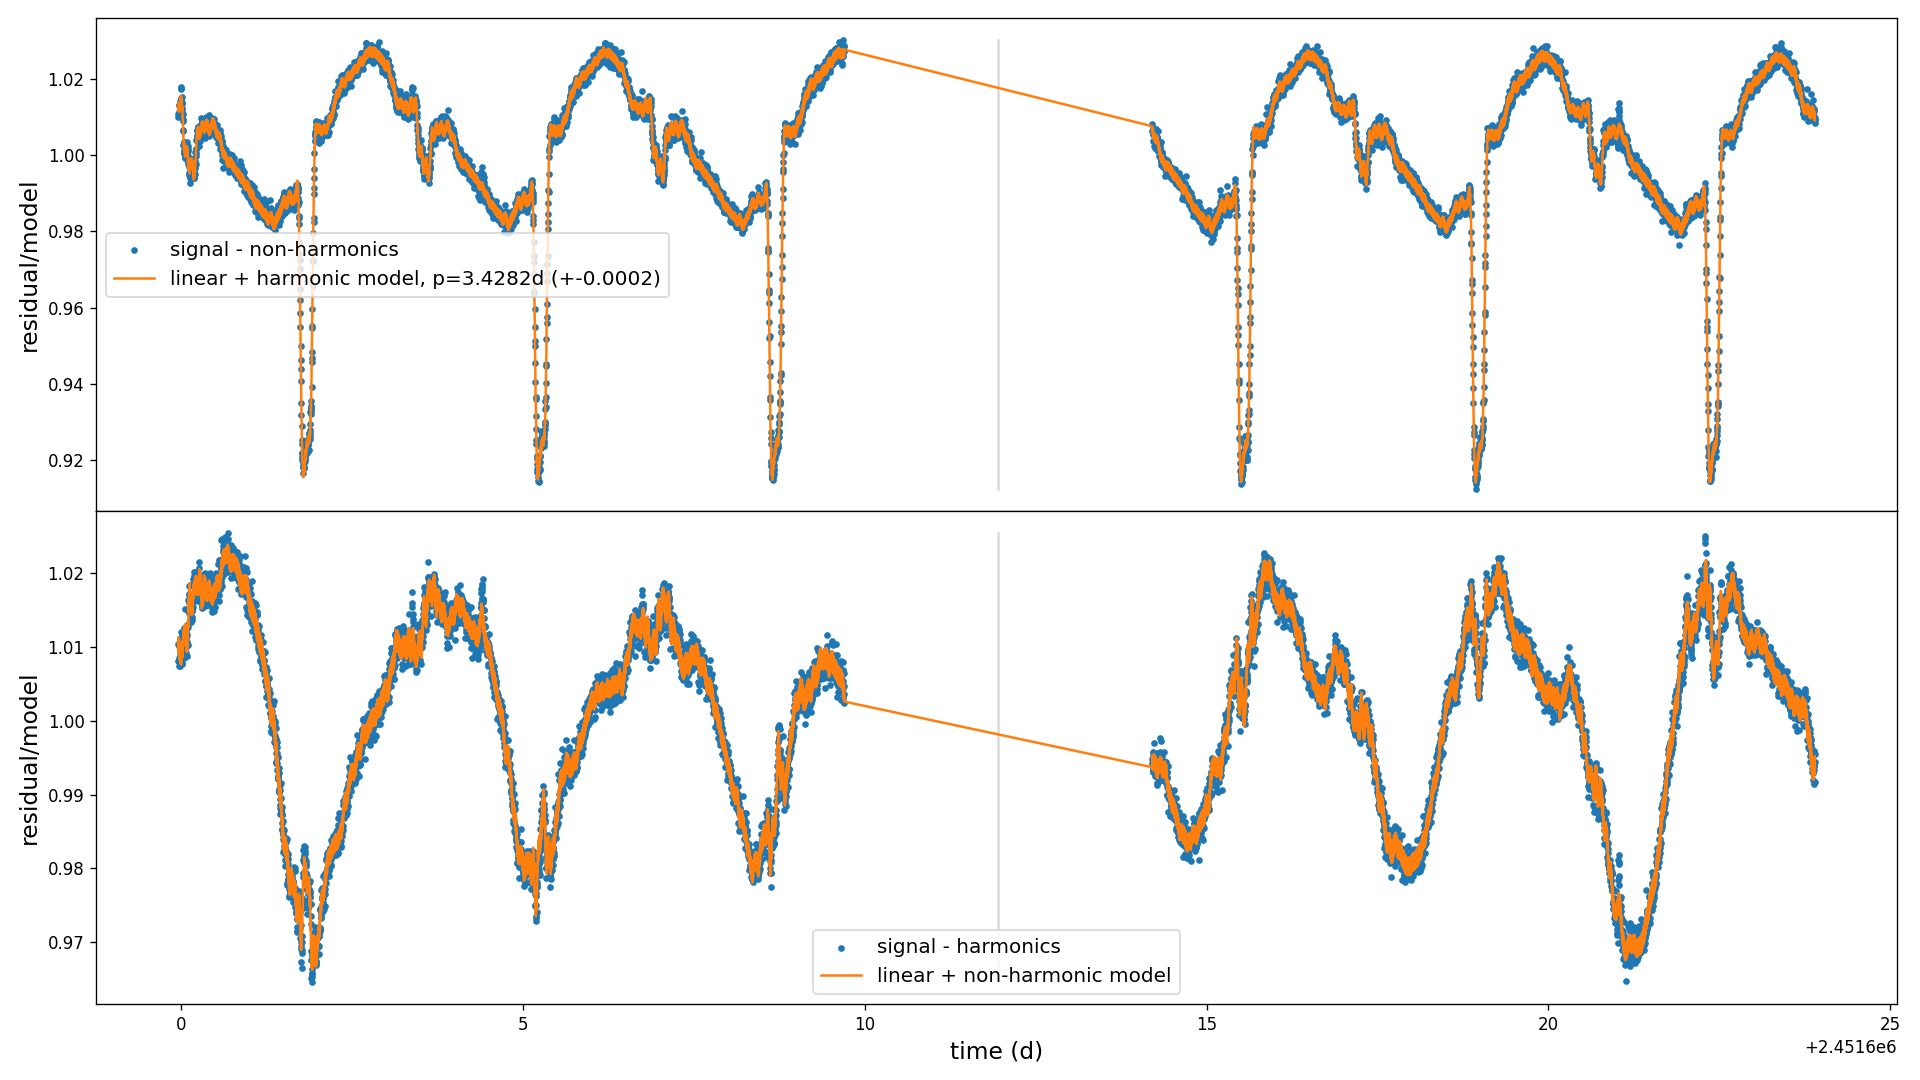 1.02
1.00
0.98
0.96
0.94
0.92
residual/model
signal - non-harmonics
linear + harmonic model, p=3.4282d (+-0.0002)
1.02
1.01
1.00
0.99
0.98
0.97
residual/model
signal - harmonics
linear + non-harmonic model
0 5 10 15 20 25
+2.4516e6
time (d)